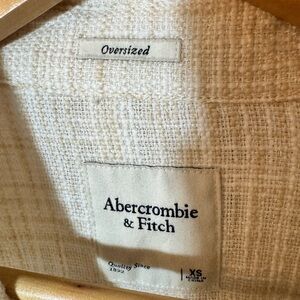 Oversized
Abercrombie
& Fitch
Quality Since
1892
XS